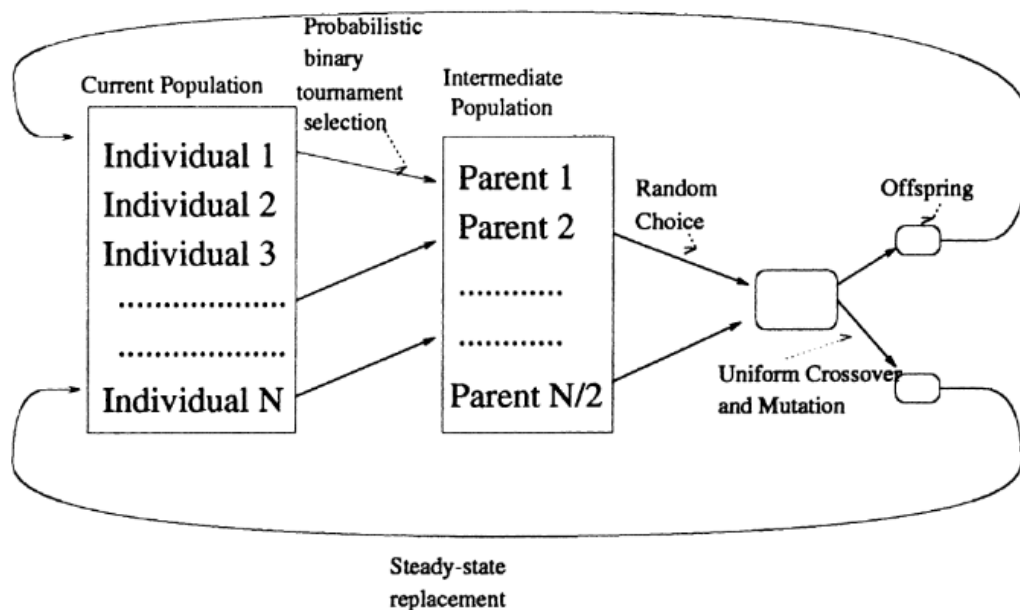 Probabilistic
binary
tournament
selection
Current Population
Individual 1
Individual 2
Individual 3
....................
....................
Individual N
Intermediate
Population
Parent 1
Parent 2
............
............
Parent N/2
Random
Choice
Offspring
Uniform Crossover
and Mutation
Steady-state
replacement